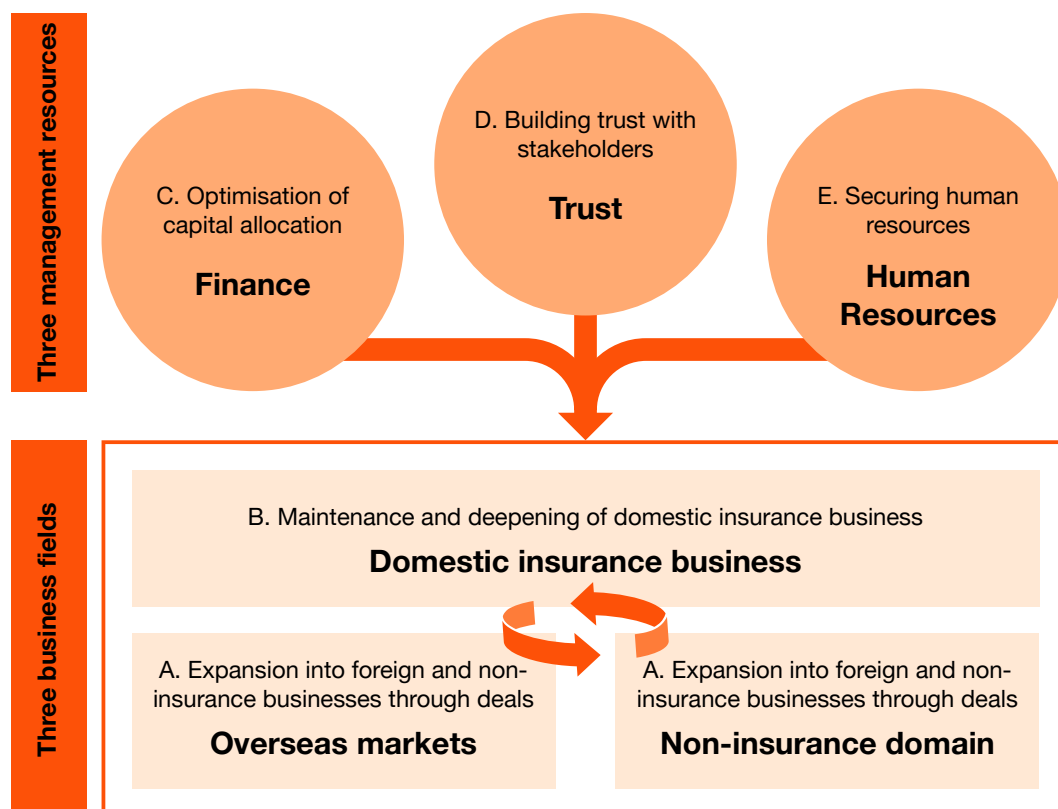 Three management resources
C. Optimisation of
capital allocation
Finance
D. Building trust with
stakeholders
Trust
E. Securing human
resources
Human
Resources
Three business fields
B. Maintenance and deepening of domestic insurance business
Domestic insurance business
A. Expansion into foreign and non-
insurance businesses through deals
Overseas markets
A. Expansion into foreign and non-
insurance businesses through deals
Non-insurance domain